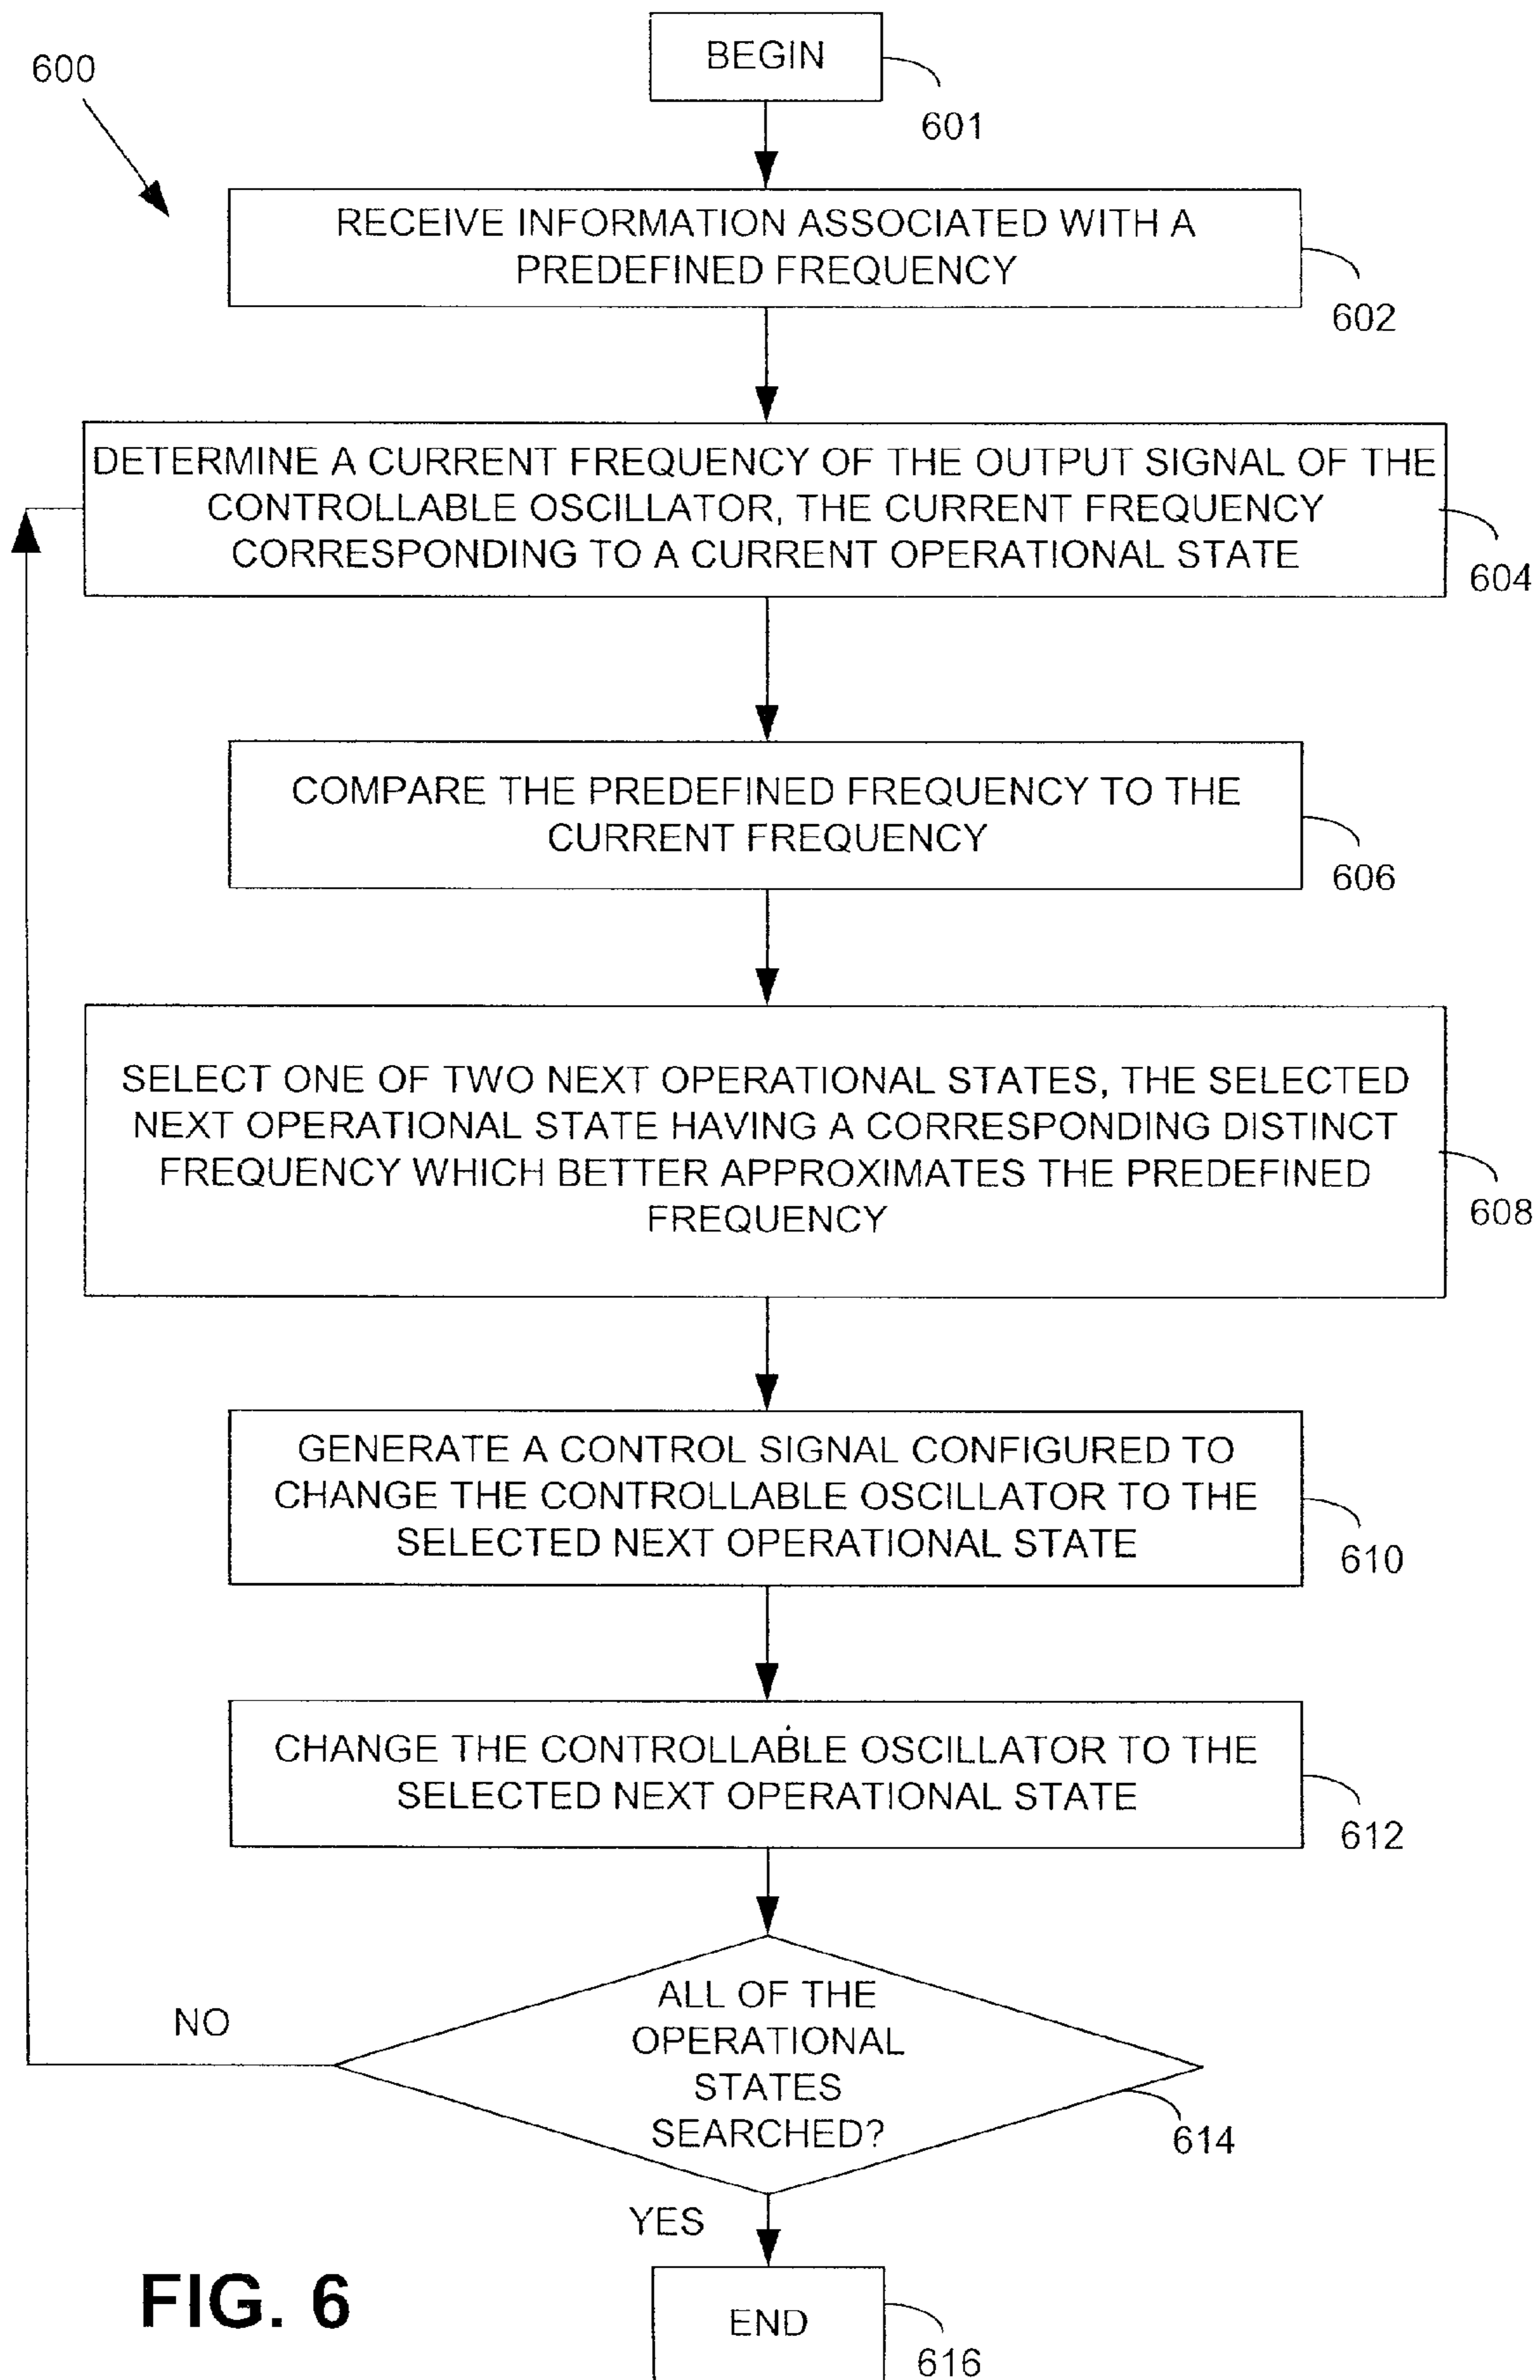 BEGIN
600
601
RECEIVE INFORMATION ASSOCIATED WITH A
PREDEFINED FREQUENCY
602
DETERMINE A CURRENT FREQUENCY OF THE OUTPUT SIGNAL OF THE
CONTROLLABLE OSCILLATOR, THE CURRENT FREQUENCY
CORRESPONDING TO A CURRENT OPERATIONAL STATE
604
COMPARE THE PREDEFINED FREQUENCY TO THE
CURRENT FREQUENCY
606
SELECT ONE OF TWO NEXT OPERATIONAL STATES, THE SELECTED
NEXT OPERATIONAL STATE HAVING A CORRESPONDING DISTINCT
FREQUENCY WHICH BETTER APPROXIMATES THE PREDEFINED
FREQUENCY
608
GENERATE A CONTROL SIGNAL CONFIGURED TO
CHANGE THE CONTROLLABLE OSCILLATOR TO THE
SELECTED NEXT OPERATIONAL STATE
610
CHANGE THE CONTROLLABLE OSCILLATOR TO THE
SELECTED NEXT OPERATIONAL STATE
612
ALL OF THE
OPERATIONAL
STATES
SEARCHED?
NO
614
YES
END
616
FIG. 6